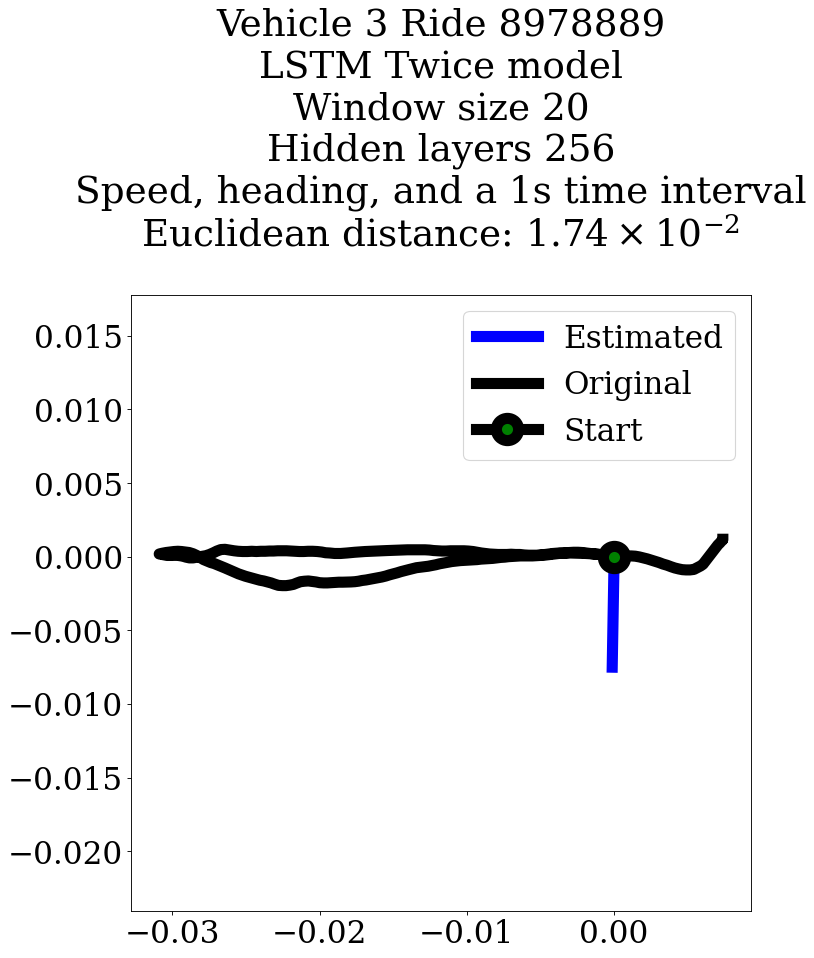 Vehicle 3 Ride 8978889
LSTM Twice model
Window size 20
Hidden layers 256
Speed, heading, and a 1s time interval
Euclidean distance: 1.74 × 10⁻²
Estimated
Original
Start
0.015
0.010
0.005
0.000
−0.005
−0.010
−0.015
−0.020
−0.03 −0.02 −0.01 0.00